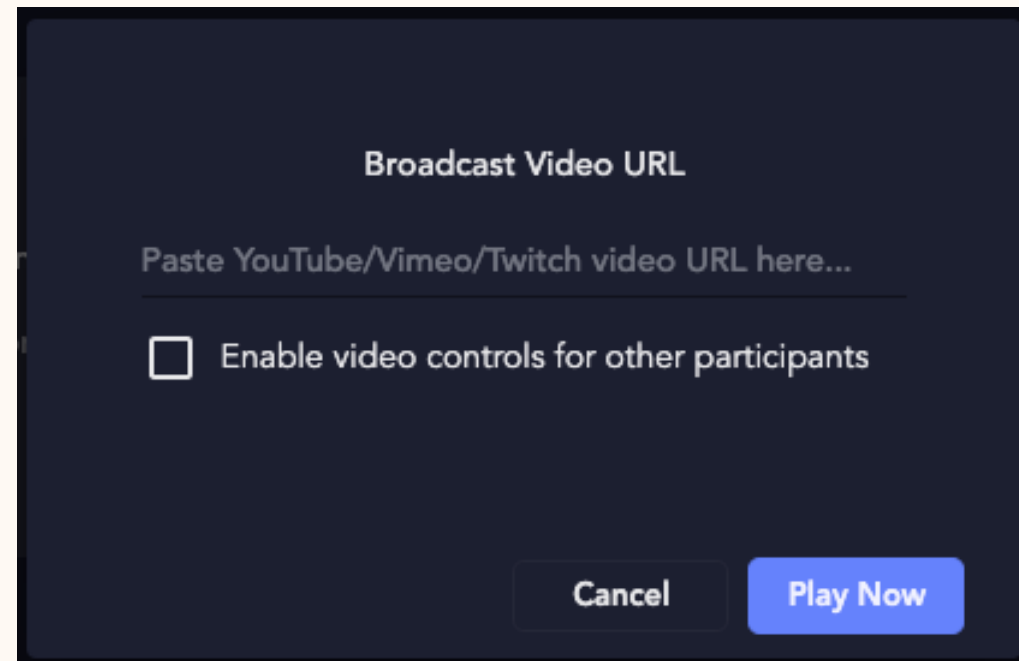 Broadcast Video URL
Paste YouTube/Vimeo/Twitch video URL here...
Enable video controls for other participants
Cancel
Play Now